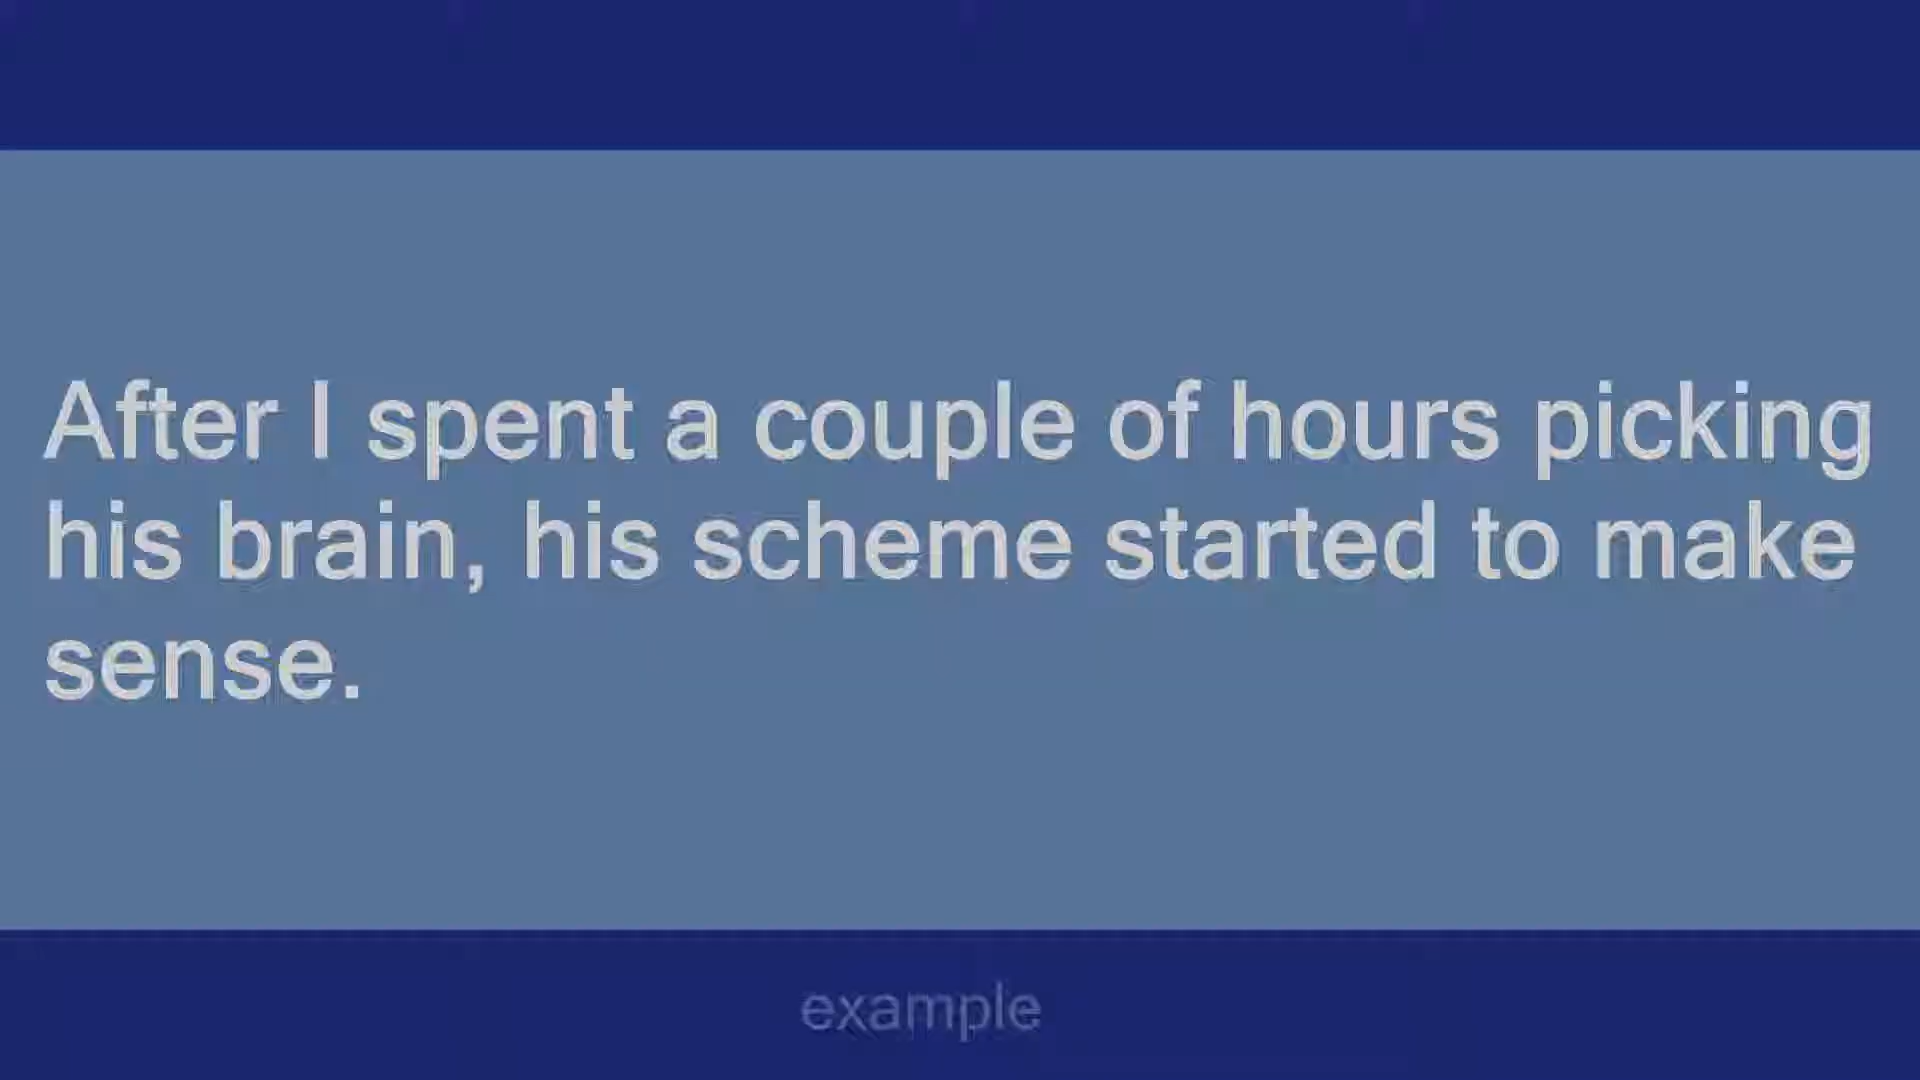 After I spent a couple of hours picking
his brain, his scheme started to make
sense.
example